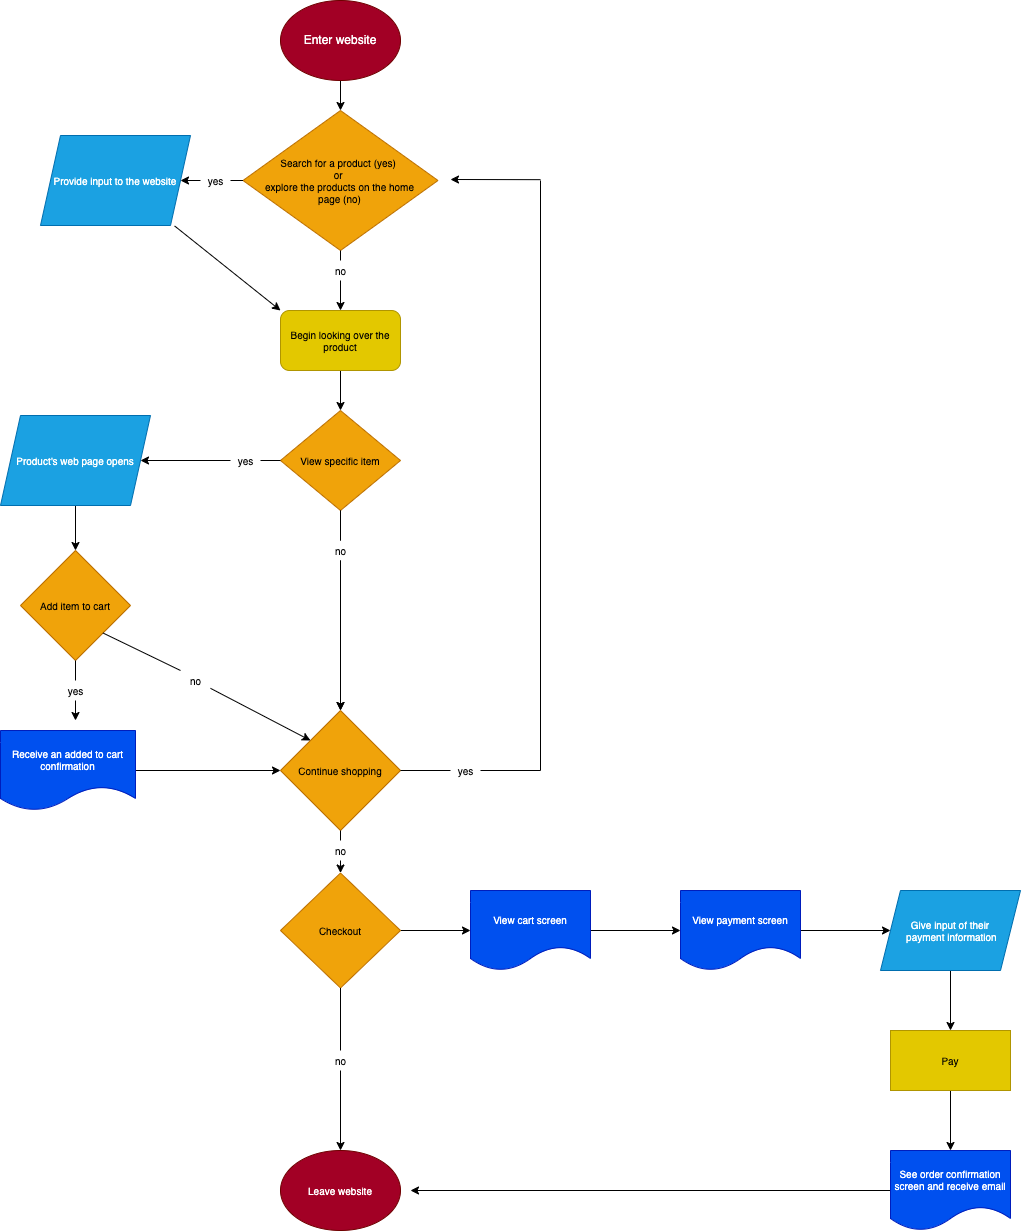 Enter website
Search for a product (yes)
or
explore the products on the home
page (no)
yes
Provide input to the website
no
Begin looking over the
product
View specific item
yes
Product's web page opens
no
Add item to cart
no
yes
Receive an added to cart
confirmation
Continue shopping
yes
no
Checkout
View cart screen
View payment screen
Give input of their
payment information
no
Pay
See order confirmation
screen and receive email
Leave website